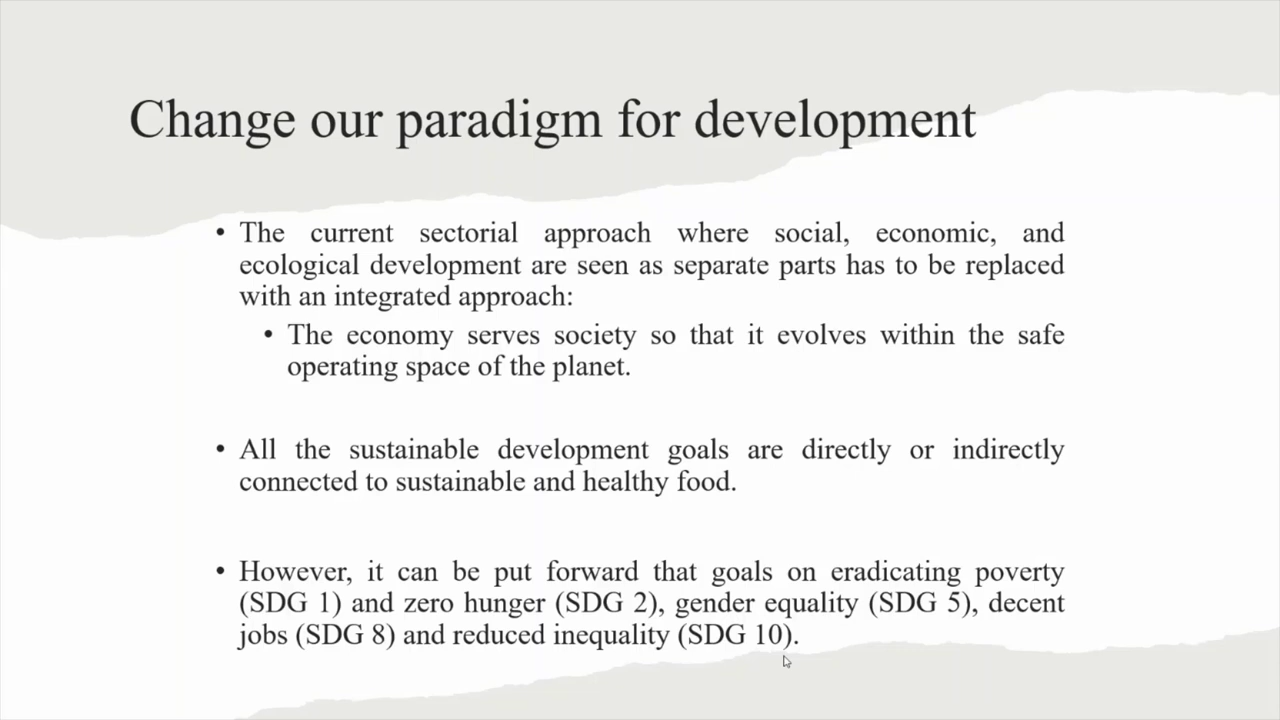 Change our paradigm for development
• The current sectorial approach where social, economic, and
ecological development are seen as separate parts has to be replaced
with an integrated approach:
• The economy serves society so that it evolves within the safe
operating space of the planet.
• All the sustainable development goals are directly or indirectly
connected to sustainable and healthy food.
• However, it can be put forward that goals on eradicating poverty
(SDG 1) and zero hunger (SDG 2), gender equality (SDG 5), decent
jobs (SDG 8) and reduced inequality (SDG 10).